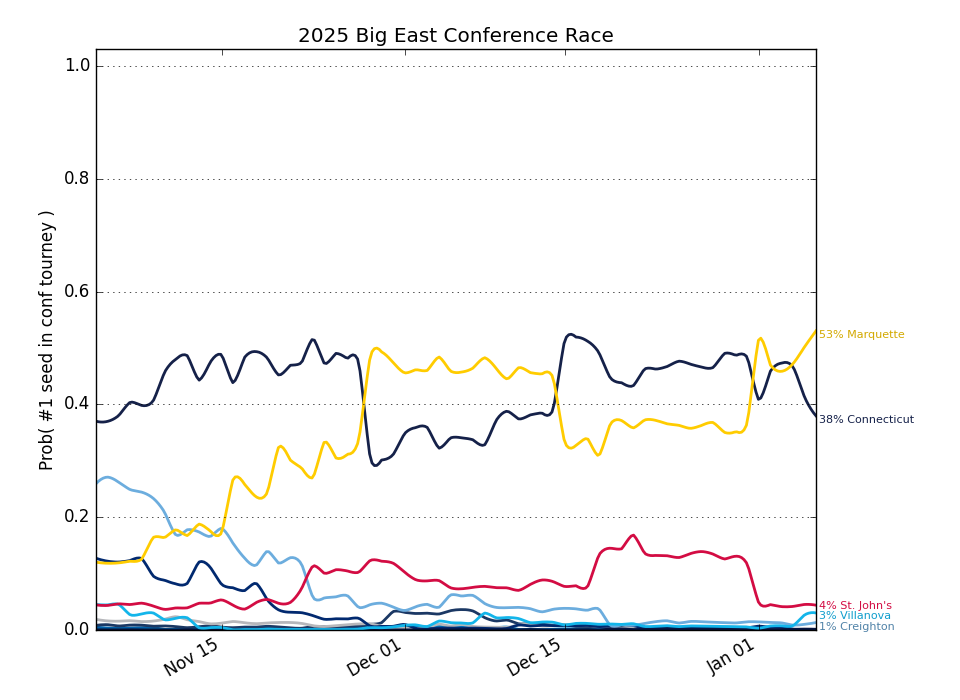 2025 Big East Conference Race
Prob( #1 seed in conf tourney )
1.0
0.8
0.6
0.4
0.2
0.0
Nov 15
Dec 01
Dec 15
Jan 01
53% Marquette
38% Connecticut
4% St. John's
3% Villanova
1% Creighton